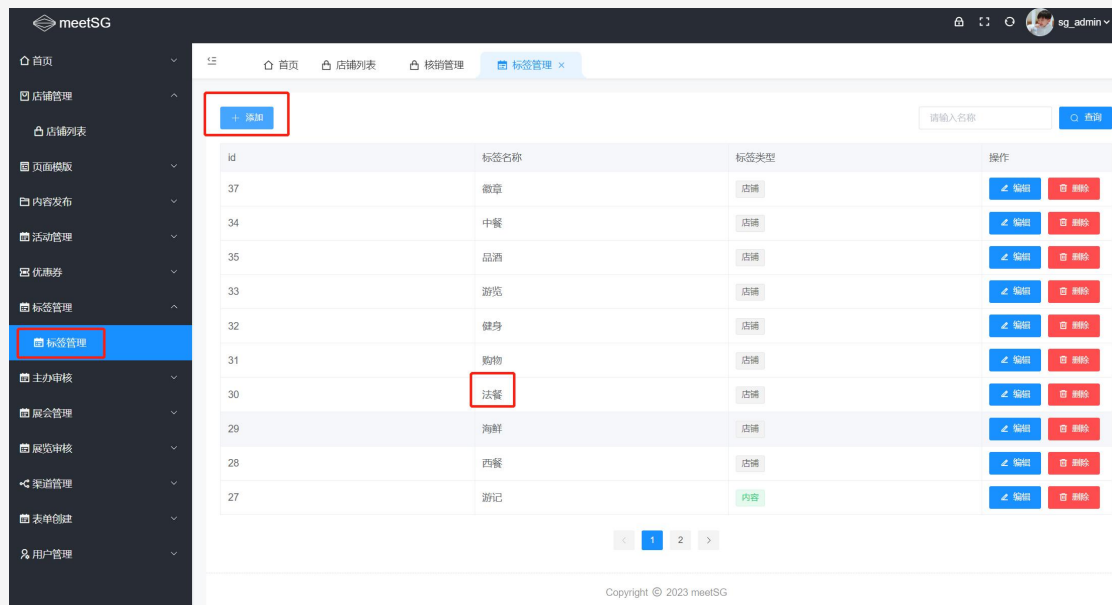 meetSG
sg_admin
首页
店铺管理
店铺列表
页面模版
内容发布
活动管理
优惠券
标签管理
标签管理
主办审核
展会管理
展览审核
渠道管理
表单创建
用户管理
首页 店铺列表 核销管理 标签管理 ×
+ 添加 请输入名称 查询
id 标签名称 标签类型 操作
37 徽章 店铺 编辑 删除
34 中餐 店铺 编辑 删除
35 品酒 店铺 编辑 删除
33 游览 店铺 编辑 删除
32 健身 店铺 编辑 删除
31 购物 店铺 编辑 删除
30 法餐 店铺 编辑 删除
29 海鲜 店铺 编辑 删除
28 西餐 店铺 编辑 删除
27 游记 内容 编辑 删除
< 1 2 >
Copyright © 2023 meetSG